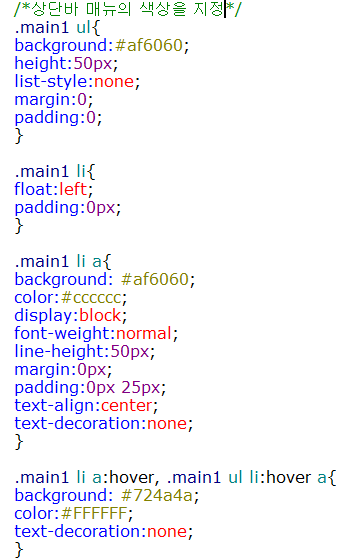 /*상단바 매뉴의 색상을 지정*/
.main1 ul{
background:#af6060;
height:50px;
list-style:none;
margin:0;
padding:0;
}

.main1 li{
float:left;
padding:0px;
}

.main1 li a{
background: #af6060;
color:#cccccc;
display:block;
font-weight:normal;
line-height:50px;
margin:0px;
padding:0px 25px;
text-align:center;
text-decoration:none;
}

.main1 li a:hover, .main1 ul li:hover a{
background: #724a4a;
color:#FFFFFF;
text-decoration:none;
}